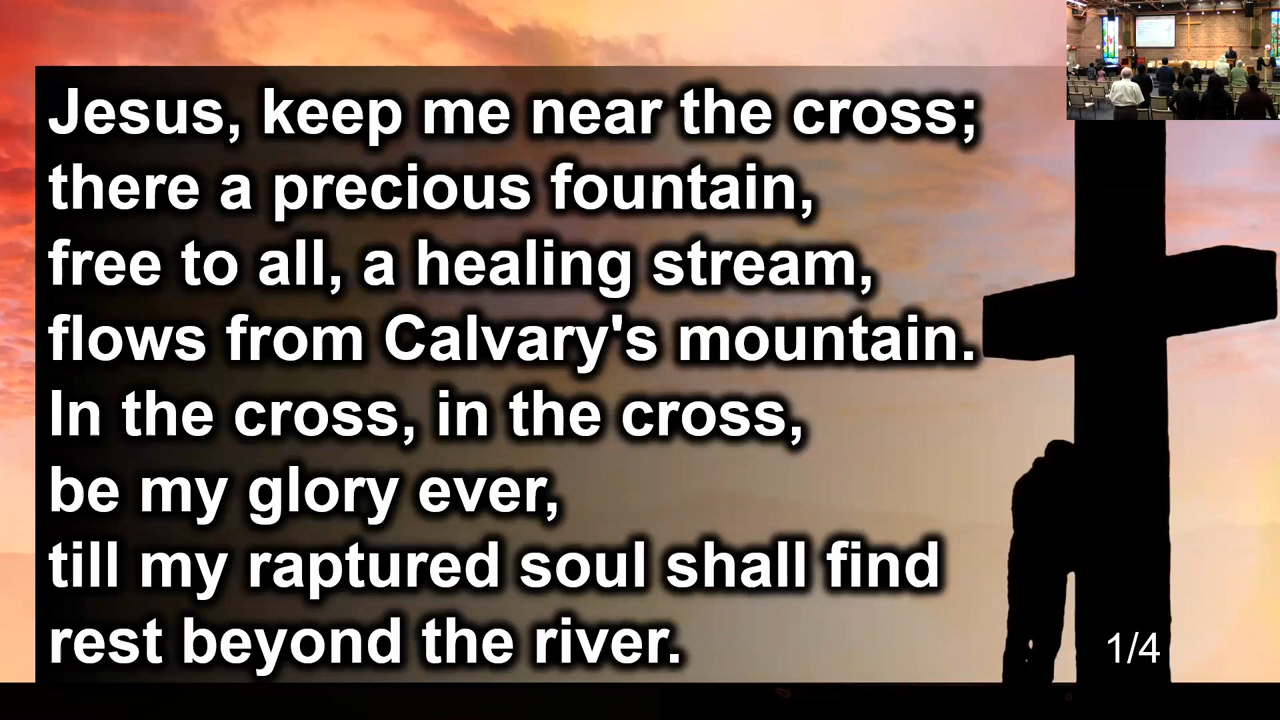 Jesus, keep me near the cross;
there a precious fountain,
free to all, a healing stream,
flows from Calvary's mountain.
In the cross, in the cross,
be my glory ever,
till my raptured soul shall find
rest beyond the river.
1/4